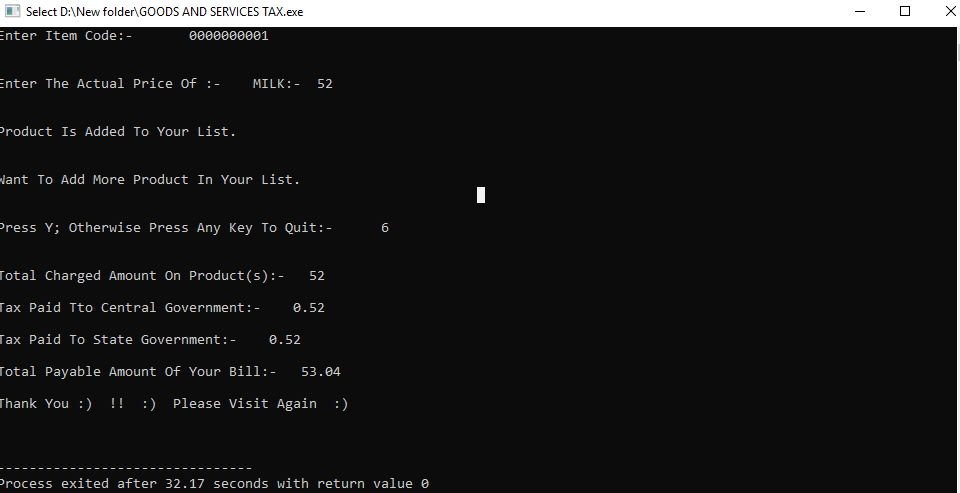 Select D:\New folder\GOODS AND SERVICES TAX.exe
Enter Item Code:- 0000000001
Enter The Actual Price Of :- MILK:- 52
Product Is Added To Your List.
Want To Add More Product In Your List.
Press Y; Otherwise Press Any Key To Quit:- 6
Total Charged Amount On Product(s):- 52
Tax Paid Tto Central Government:- 0.52
Tax Paid To State Government:- 0.52
Total Payable Amount Of Your Bill:- 53.04
Thank You :) !! :) Please Visit Again :)
--------------------------------
Process exited after 32.17 seconds with return value 0